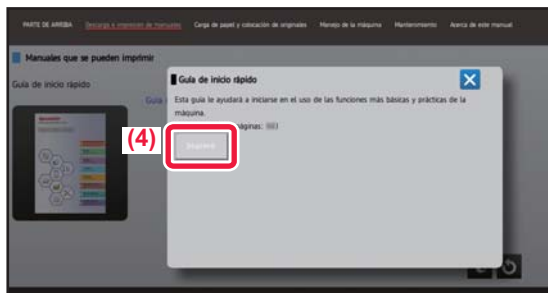 PARTE DE ARRIBA Descarga e impresión de manuales Carga de papel y colocación de originales Manejo de la máquina Mantenimiento Acerca de este manual
Manuales que se pueden imprimir
Guía de inicio rápido
Guía
Guía de inicio rápido
Esta guía le ayudará a iniciarse en el uso de las funciones más básicas y prácticas de la
máquina.
páginas:
(4)